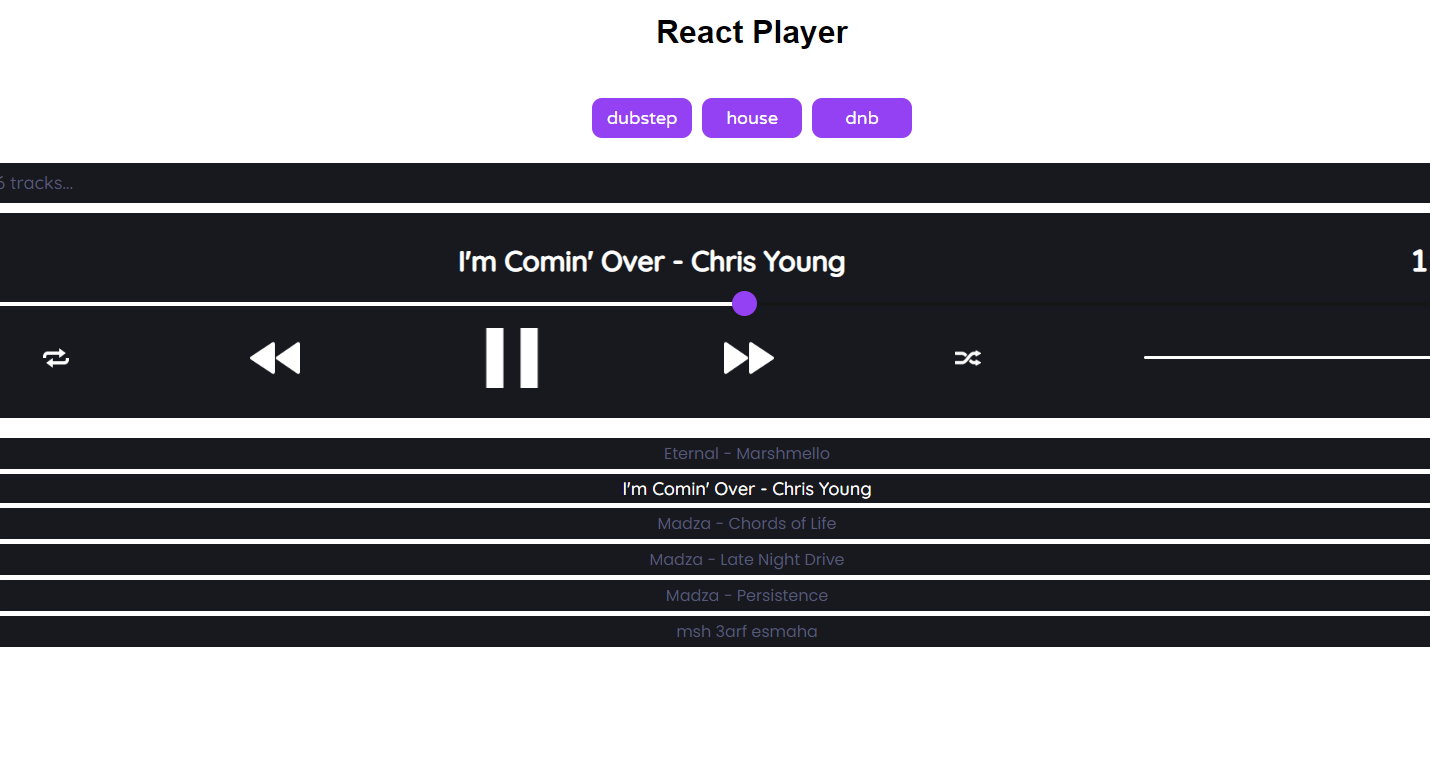 React Player
dubstep house dnb
6 tracks...
I'm Comin' Over - Chris Young 1
Eternal - Marshmello
I'm Comin' Over - Chris Young
Madza - Chords of Life
Madza - Late Night Drive
Madza - Persistence
msh 3arf esmaha